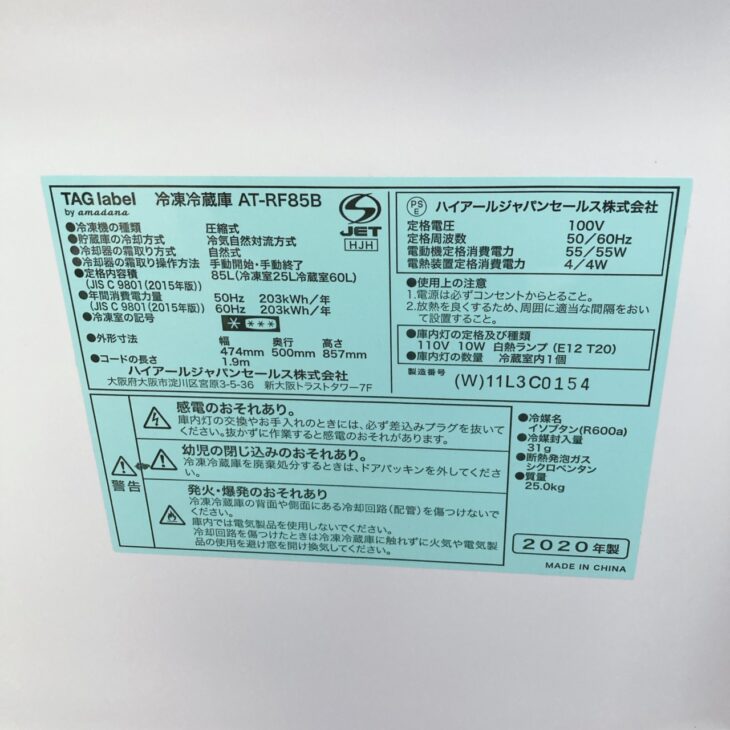 TAG label
by amadana
冷凍冷蔵庫 AT-RF85B
S
JET
HJH
●冷凍機の種類 圧縮式
●貯蔵庫の冷却方式 冷気自然対流方式
●冷却器の霜取り方式 自然式
●冷却器の霜取り操作方法 手動開始・手動終了
●定格内容積 85L(冷凍室25L冷蔵室60L)
(JIS C 9801(2015年版))
●年間消費電力量 50Hz 203kWh/年
(JIS C 9801(2015年版)) 60Hz 203kWh/年
●冷凍室の記号 * ***
●外形寸法 幅 奥行 高さ
474mm 500mm 857mm
●コードの長さ 1.9m
ハイアールジャパンセールス株式会社
大阪府大阪市淀川区宮原3-5-36 新大阪トラストタワー7F
PS
E
ハイアールジャパンセールス株式会社
定格電圧 100V
定格周波数 50/60Hz
電動機定格消費電力 55/55W
電熱装置定格消費電力 4/4W
●使用上の注意
1.電源は必ずコンセントからとること。
2.放熱を良くするため、周囲に適当な間隔をおい
て設置すること。
●庫内灯の定格及び種類
110V 10W 白熱ランプ (E12 T20)
●庫内灯の数量 冷蔵室内1個
製造番号 (W)11L3C0154
警告
感電のおそれあり。
庫内灯の交換やお手入れのときには、必ず差込みプラグを抜いて
ください。抜かずに作業すると感電のおそれがあります。
幼児の閉じ込みのおそれあり。
冷凍冷蔵庫を廃棄処分するときは、ドアパッキンを外してくださ
い。
発火・爆発のおそれあり
冷凍冷蔵庫の背面や側面にある冷却回路(配管)を傷つけないで
ください。
庫内では電気製品を使用しないでください。
冷却回路を傷つけたときは冷凍冷蔵庫に触れずに火気や電気製
品の使用を避け窓を開け換気してください。
●冷媒名
イソブタン(R600a)
●冷媒封入量
31g
●断熱発泡ガス
シクロペンタン
●質量
25.0kg
2020年製
MADE IN CHINA